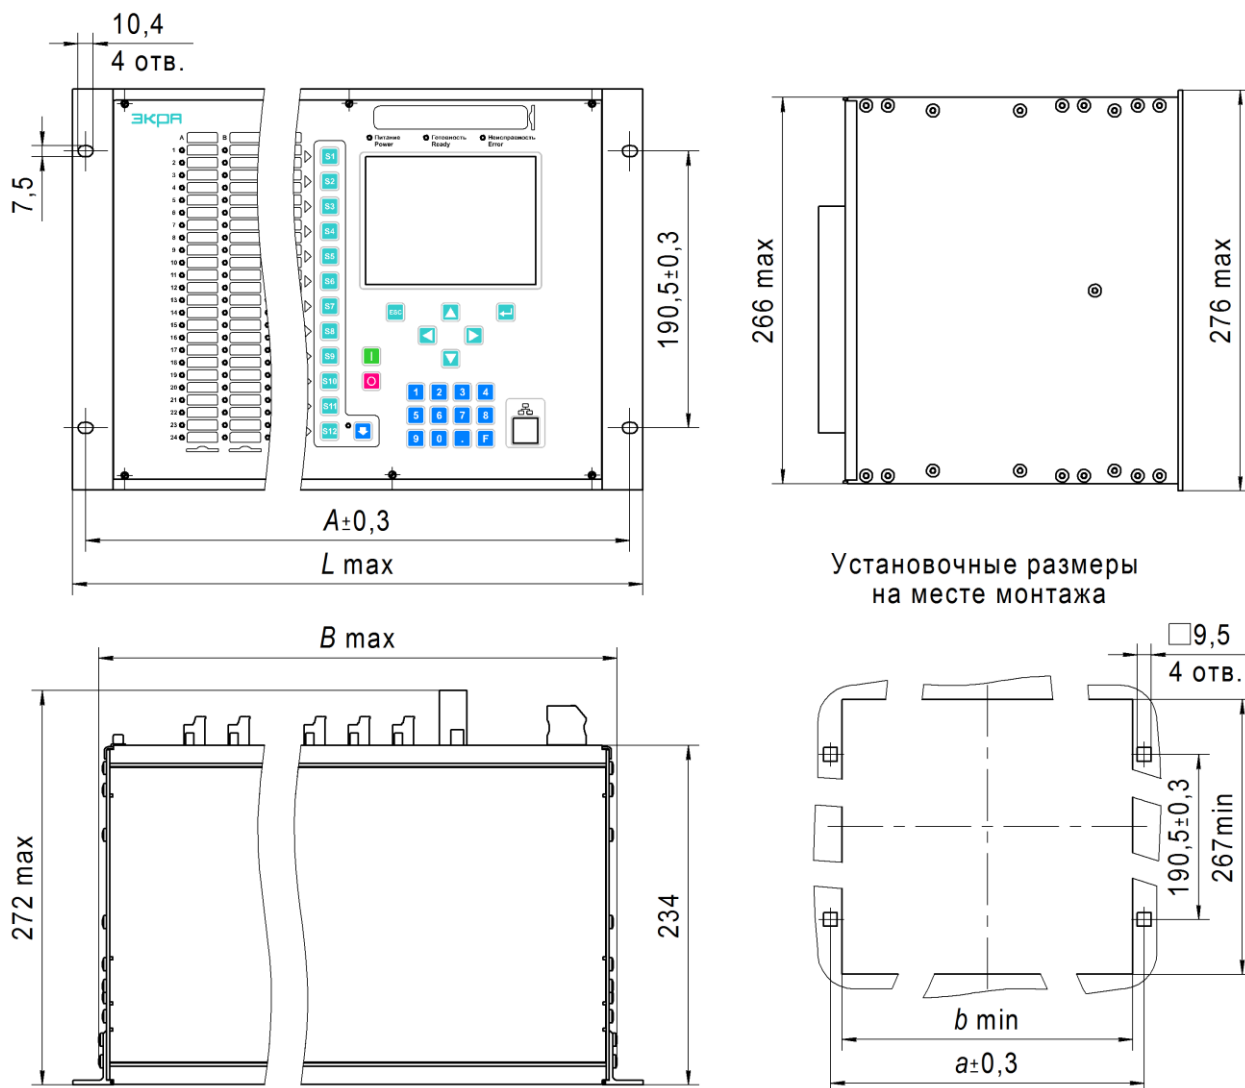 10,4
4 отв.
7,5
ЭКРА
Питание
Power
Готовность
Ready
Неисправность
Error
A
B
1
2
3
4
5
6
7
8
9
10
11
12
13
14
15
16
17
18
19
20
21
22
23
24
S1
S2
S3
S4
S5
S6
S7
S8
S9
S10
S11
S12
ESC
I
O
1 2 3 4
5 6 7 8
9 0 . F
190,5±0,3
A±0,3
L max
266 max
276 max
Установочные размеры
на месте монтажа
B max
272 max
234
□9,5
4 отв.
190,5±0,3
267min
b min
a±0,3